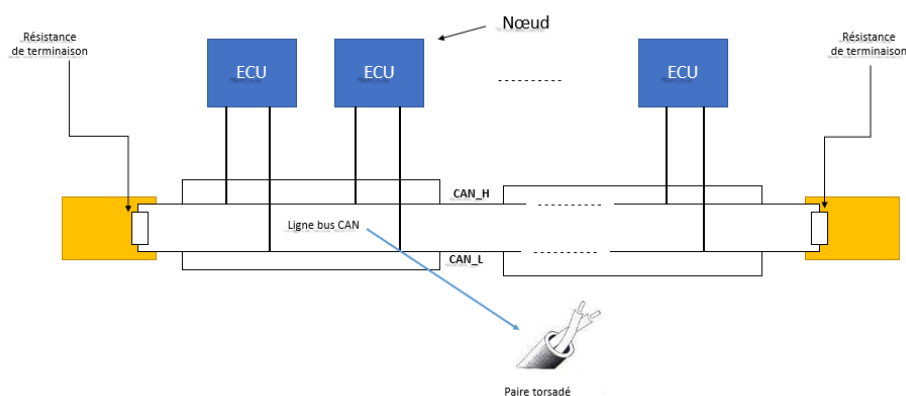 Nœud
Résistance
de terminaison
Résistance
de terminaison
ECU
ECU
ECU
CAN_H
Ligne bus CAN
CAN_L
Paire torsadé